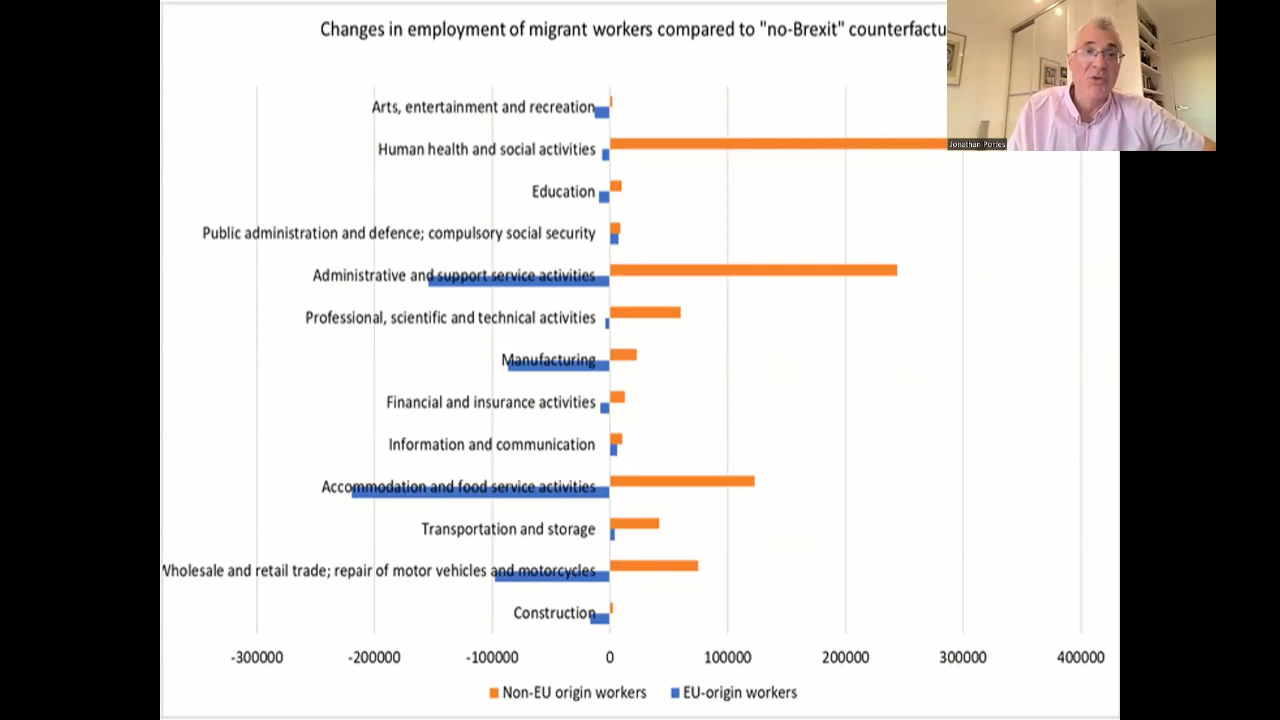 Changes in employment of migrant workers compared to "no-Brexit" counterfactu
Jonathan Portes
Arts, entertainment and recreation
Human health and social activities
Education
Public administration and defence; compulsory social security
Administrative and support service activities
Professional, scientific and technical activities
Manufacturing
Financial and insurance activities
Information and communication
Accommodation and food service activities
Transportation and storage
Wholesale and retail trade; repair of motor vehicles and motorcycles
Construction
-300000 -200000 -100000 0 100000 200000 300000 400000
Non-EU origin workers EU-origin workers